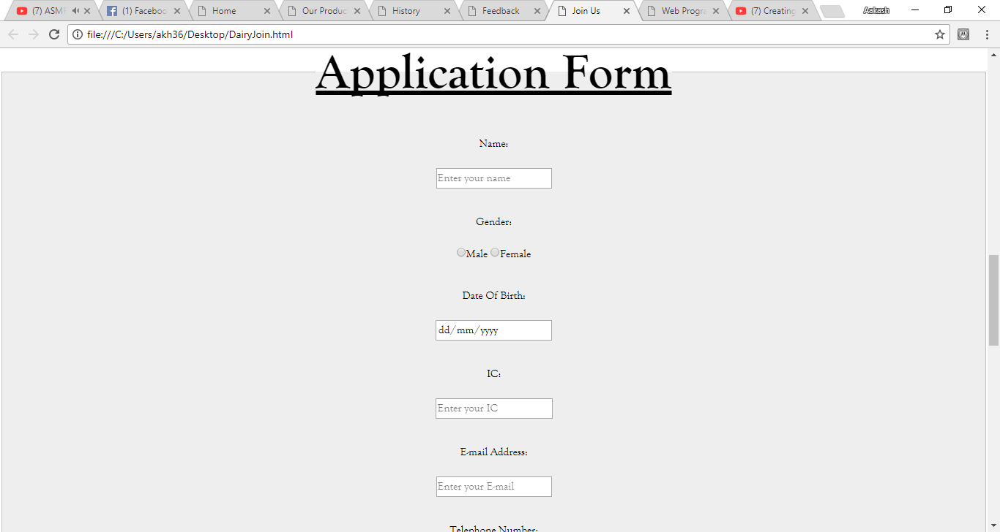 (7) ASMR
(1) Faceboo
Home
Our Produc
History
Feedback
Join Us
Web Progra
(7) Creating
Aakash
file:///C:/Users/akh36/Desktop/DairyJoin.html
Application Form
Name:
Enter your name
Gender:
Male Female
Date Of Birth:
dd/mm/yyyy
IC:
Enter your IC
E-mail Address:
Enter your E-mail
Telephone Number: